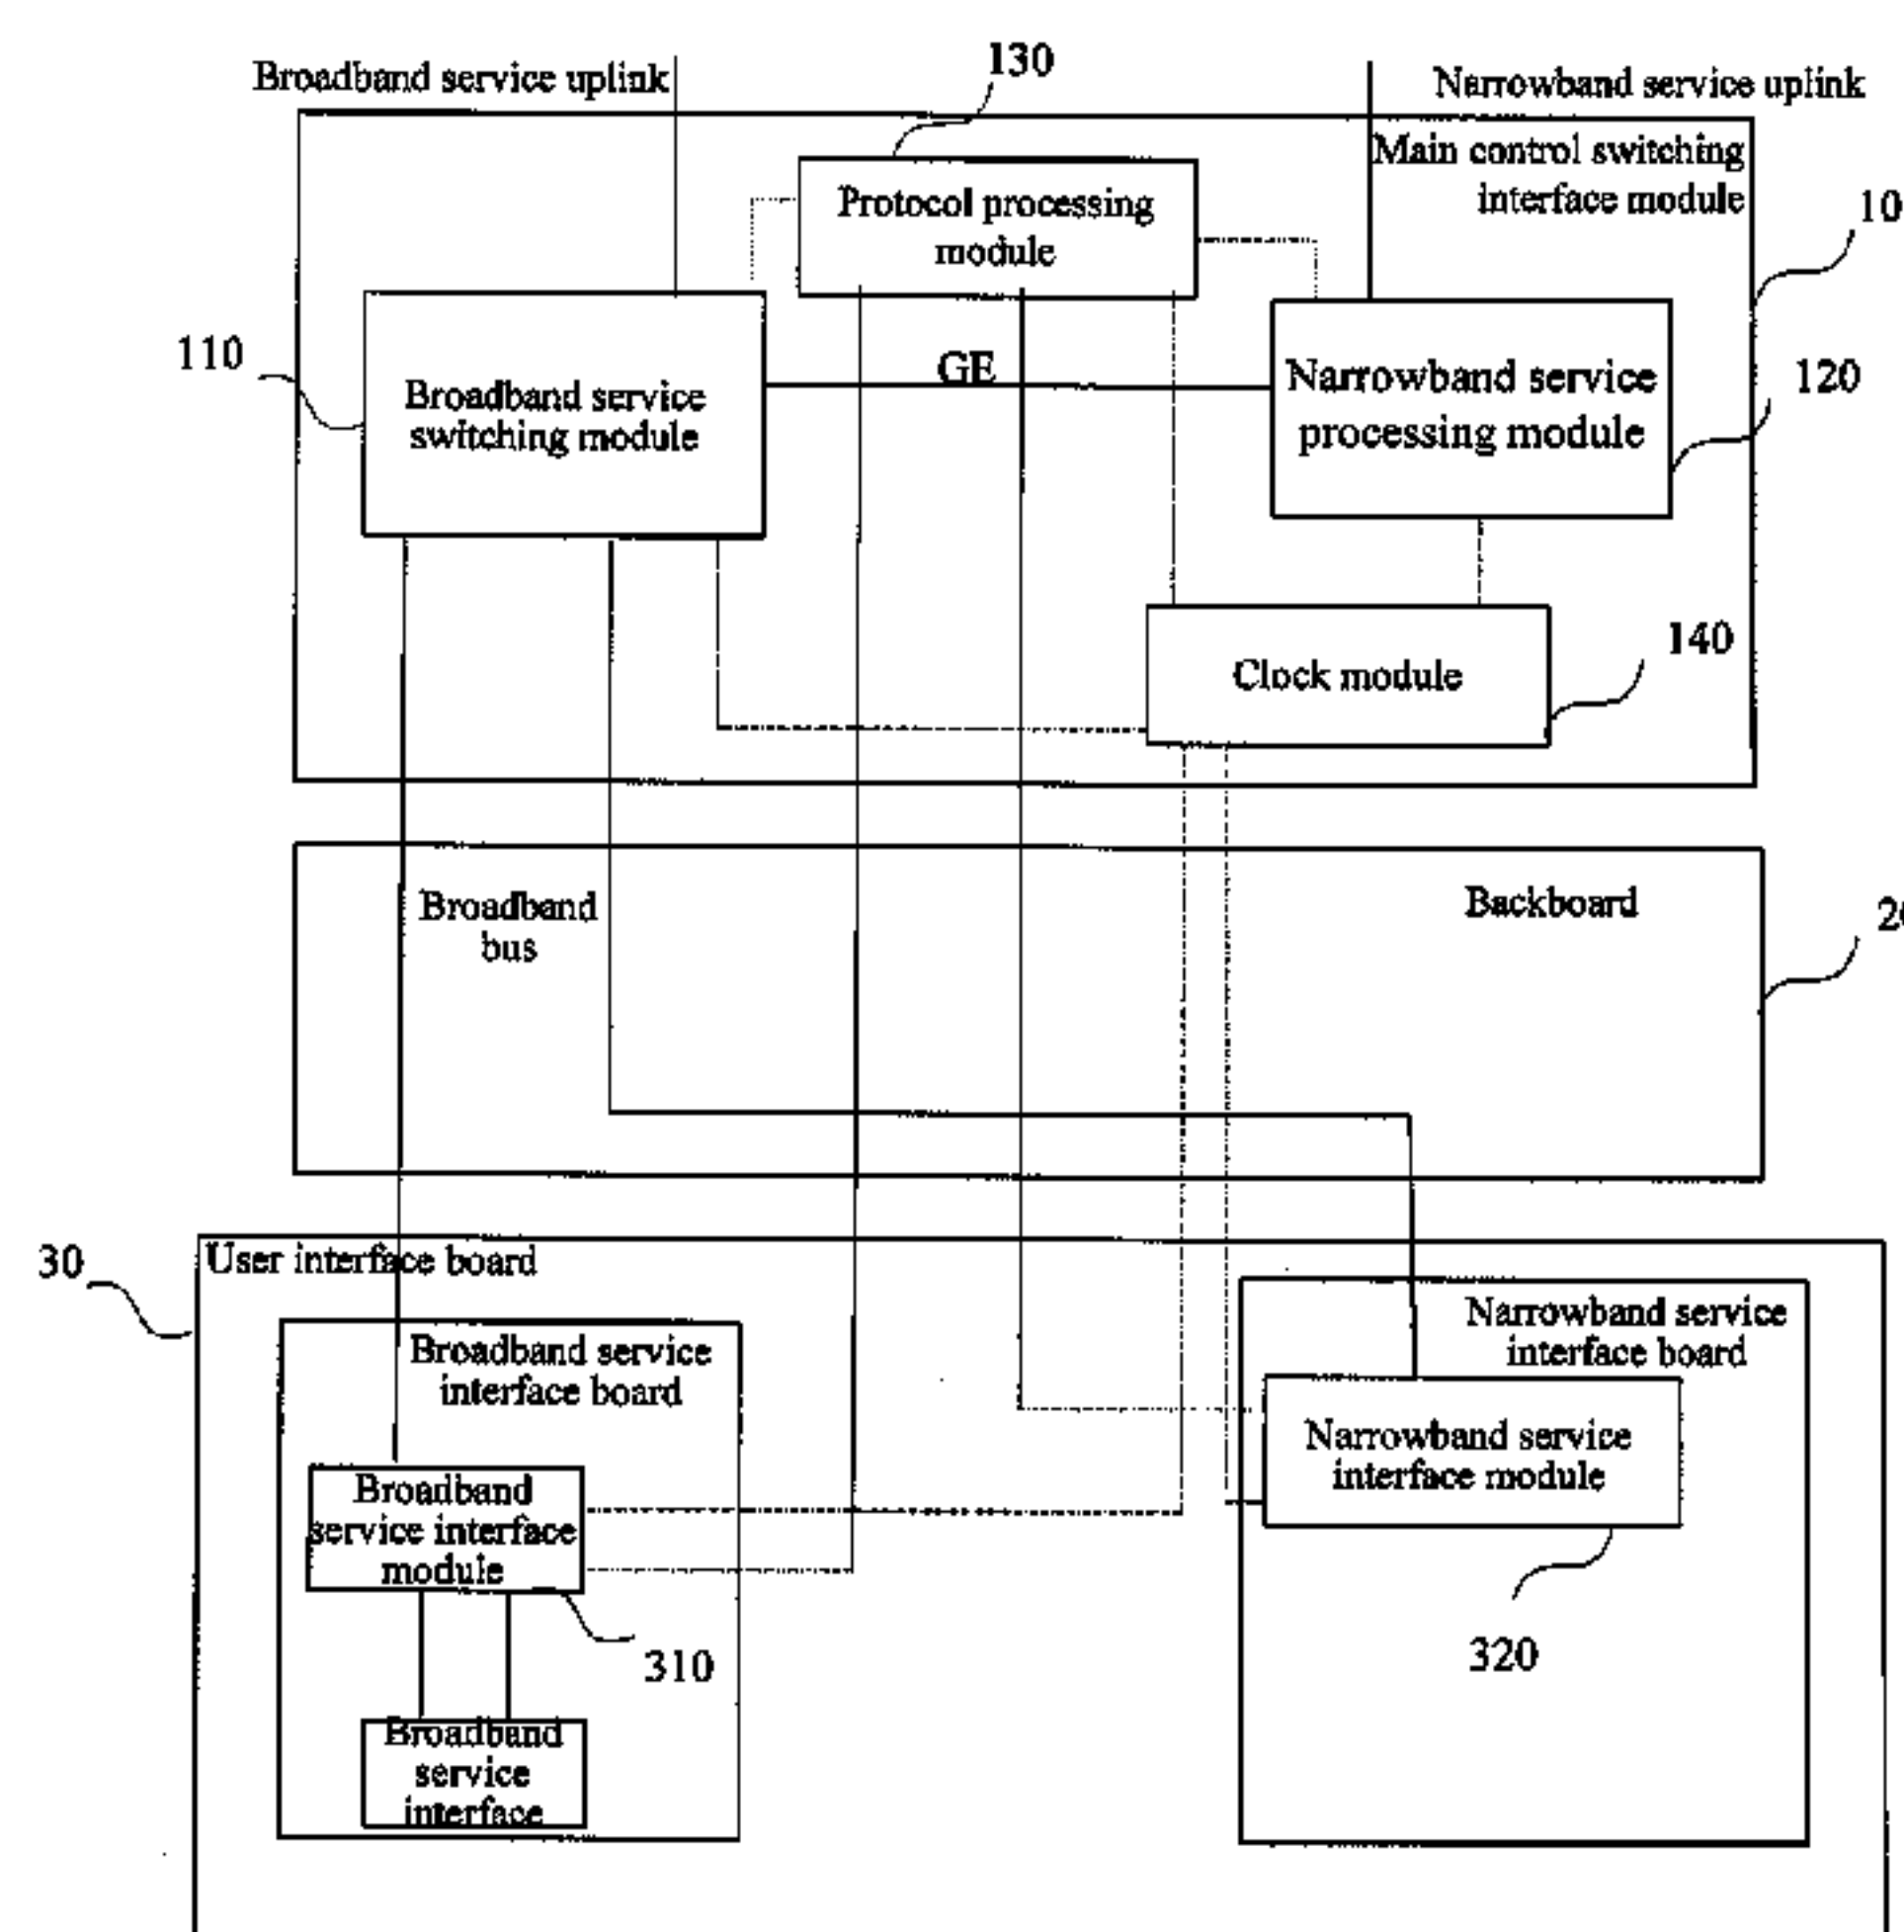 Broadband service uplink
130
Narrowband service uplink
Main control switching
interface module
10
Protocol processing
module
110
GE
Broadband service
switching module
Narrowband service
processing module
120
140
Clock module
Broadband
bus
Backboard
30
User interface board
Broadband service
interface board
Narrowband service
interface board
Narrowband service
interface module
Broadband
service interface
module
310
320
Broadband
service
interface